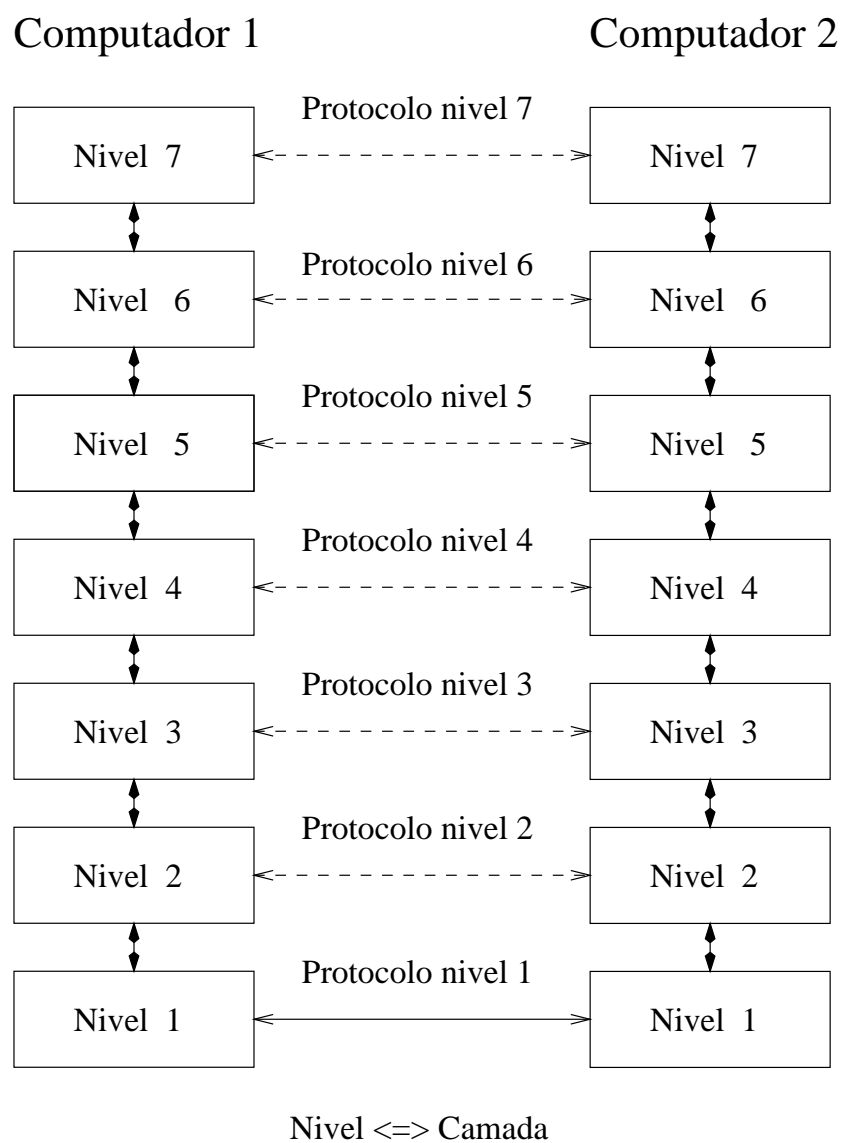 Computador 1 Computador 2
Protocolo nivel 7
Nivel 7 Nivel 7
Protocolo nivel 6
Nivel 6 Nivel 6
Protocolo nivel 5
Nivel 5 Nivel 5
Protocolo nivel 4
Nivel 4 Nivel 4
Protocolo nivel 3
Nivel 3 Nivel 3
Protocolo nivel 2
Nivel 2 Nivel 2
Protocolo nivel 1
Nivel 1 Nivel 1
Nivel <=> Camada